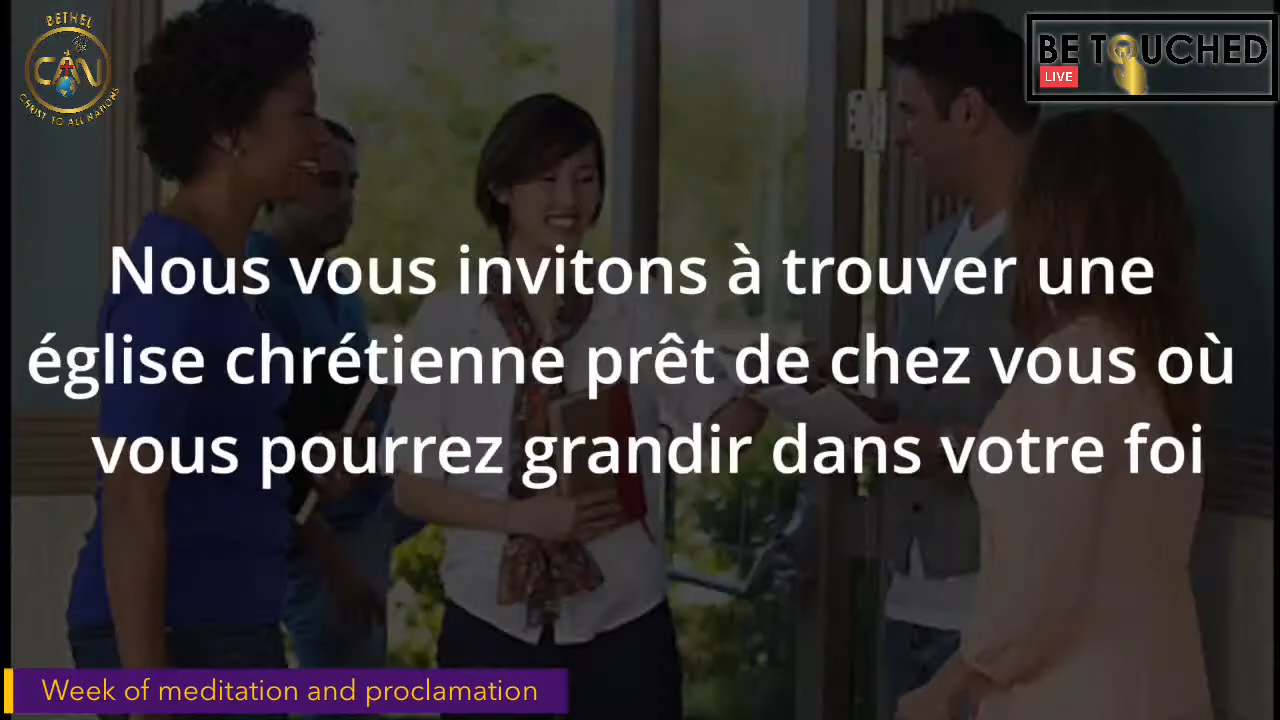 BETHEL
CAN
CHRIST TO ALL NATIONS
BE TOUCHED
LIVE
Nous vous invitons à trouver une
église chrétienne prêt de chez vous où
vous pourrez grandir dans votre foi
Week of meditation and proclamation